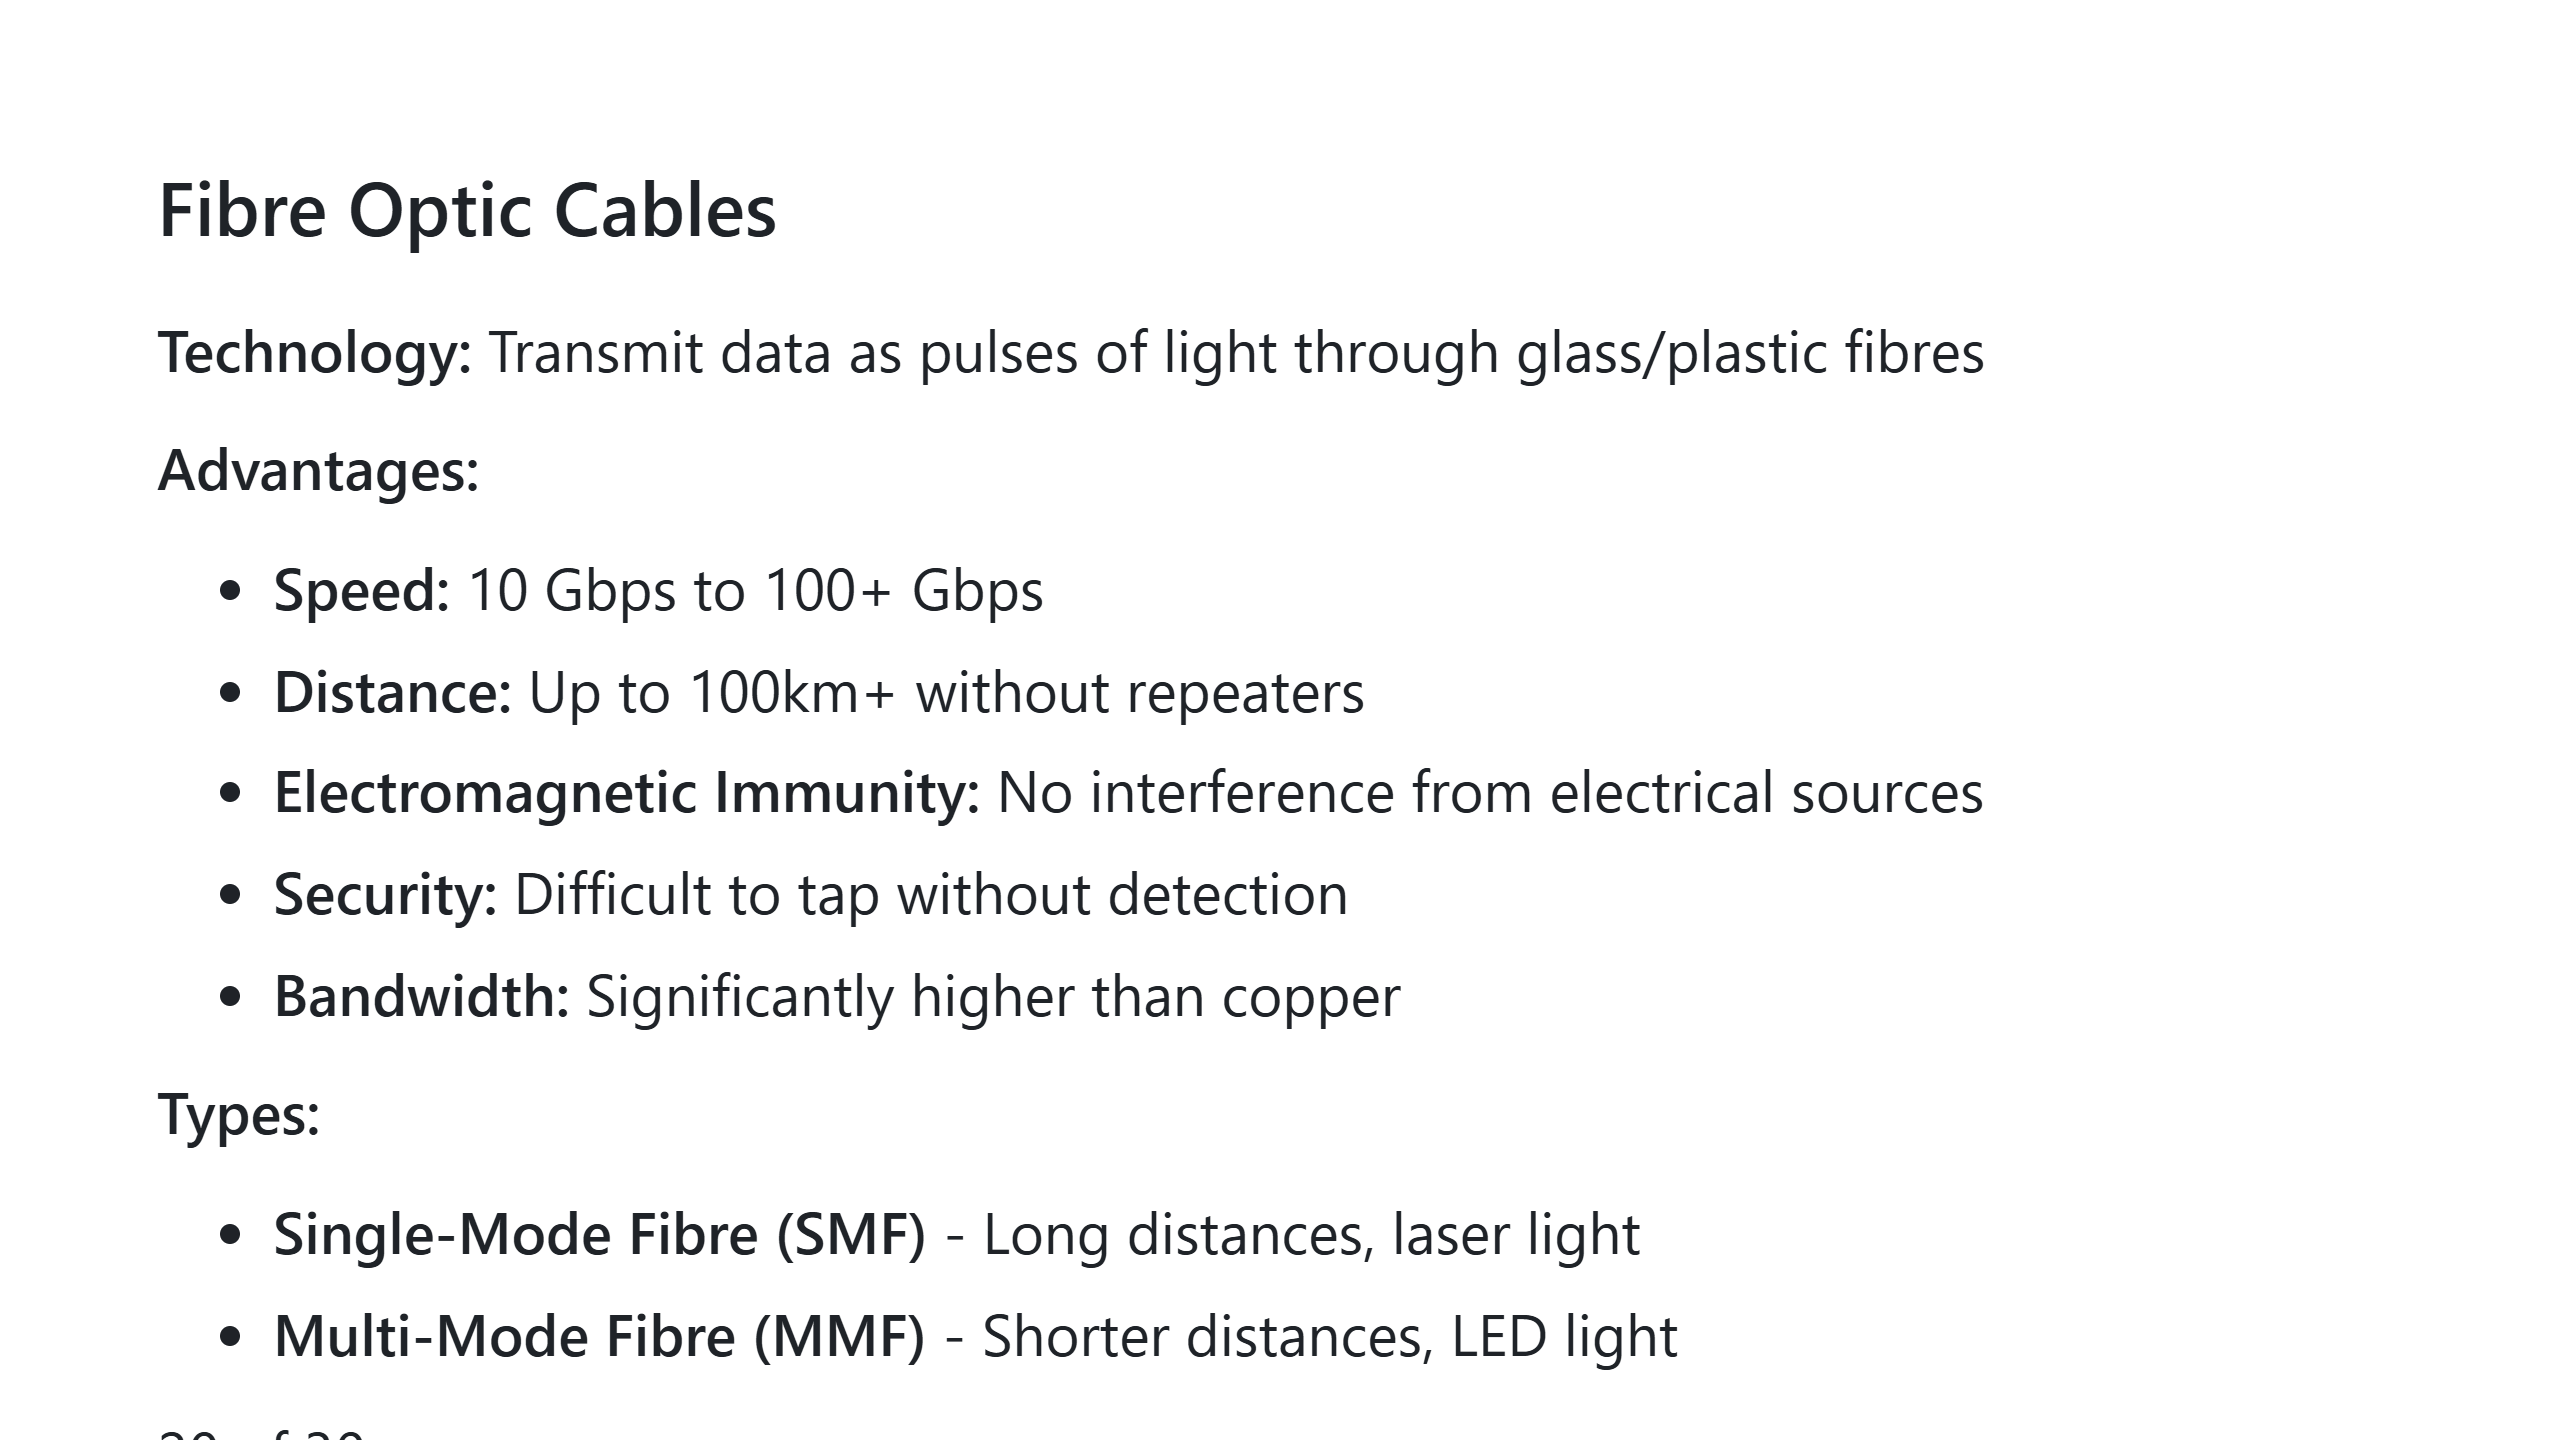 Fibre Optic Cables
Technology: Transmit data as pulses of light through glass/plastic fibres
Advantages:
• Speed: 10 Gbps to 100+ Gbps
• Distance: Up to 100km+ without repeaters
• Electromagnetic Immunity: No interference from electrical sources
• Security: Difficult to tap without detection
• Bandwidth: Significantly higher than copper
Types:
• Single-Mode Fibre (SMF) - Long distances, laser light
• Multi-Mode Fibre (MMF) - Shorter distances, LED light